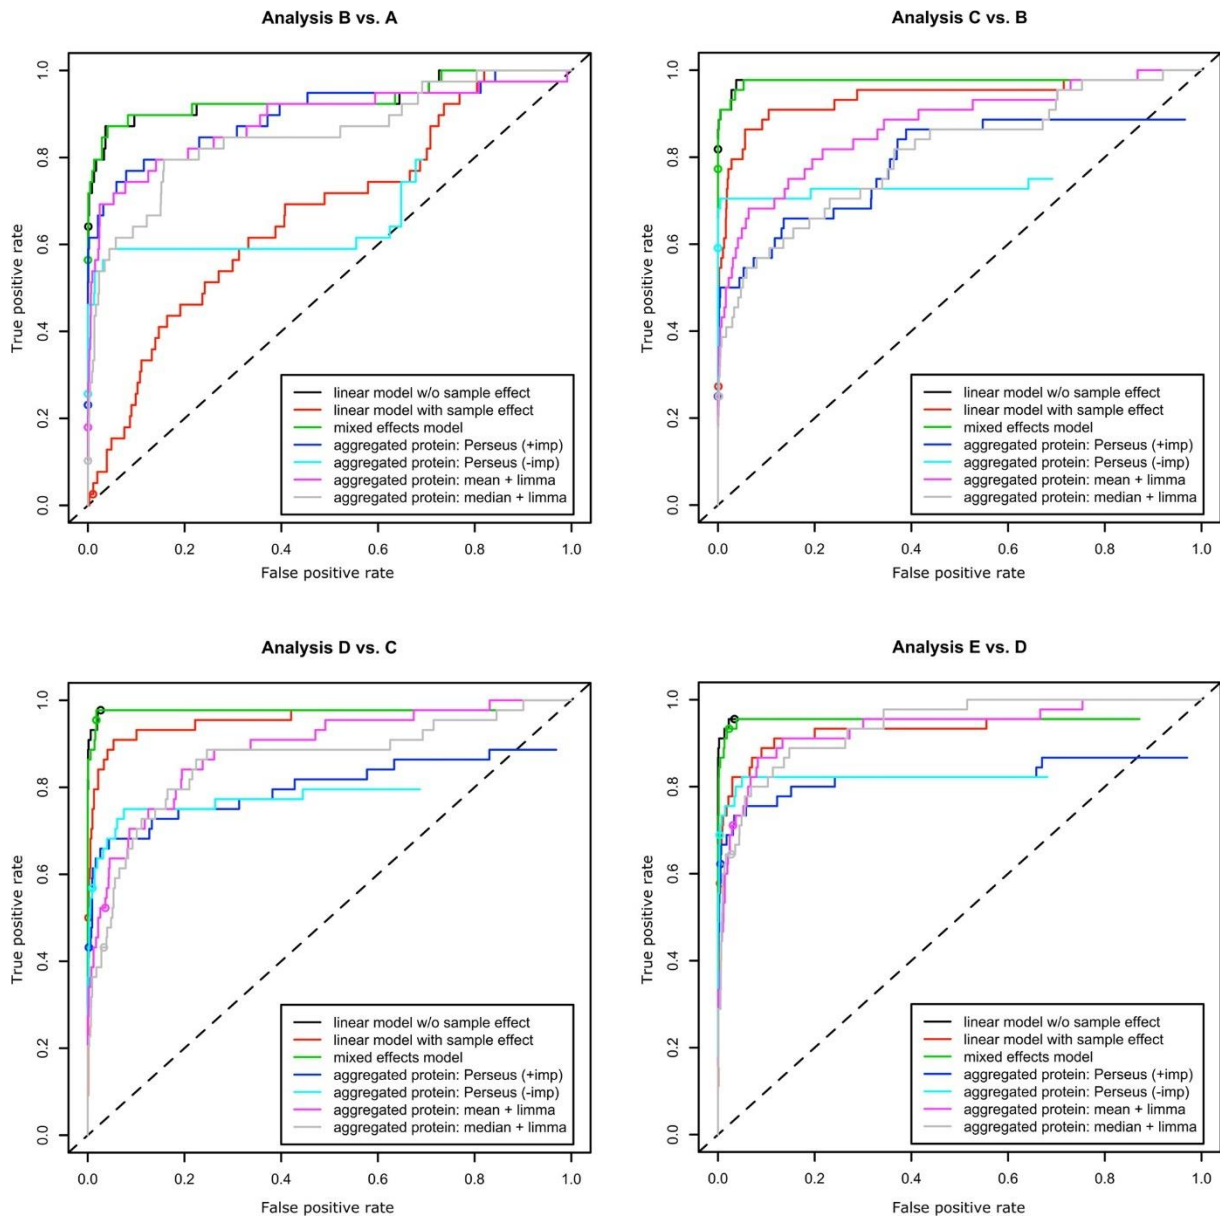 Analysis B vs. A
True positive rate
1.0
0.8
0.6
0.4
0.2
0.0
linear model w/o sample effect
linear model with sample effect
mixed effects model
aggregated protein: Perseus (+imp)
aggregated protein: Perseus (-imp)
aggregated protein: mean + limma
aggregated protein: median + limma
0.0 0.2 0.4 0.6 0.8 1.0
False positive rate
Analysis C vs. B
True positive rate
1.0
0.8
0.6
0.4
0.2
0.0
linear model w/o sample effect
linear model with sample effect
mixed effects model
aggregated protein: Perseus (+imp)
aggregated protein: Perseus (-imp)
aggregated protein: mean + limma
aggregated protein: median + limma
0.0 0.2 0.4 0.6 0.8 1.0
False positive rate
Analysis D vs. C
True positive rate
1.0
0.8
0.6
0.4
0.2
0.0
linear model w/o sample effect
linear model with sample effect
mixed effects model
aggregated protein: Perseus (+imp)
aggregated protein: Perseus (-imp)
aggregated protein: mean + limma
aggregated protein: median + limma
0.0 0.2 0.4 0.6 0.8 1.0
False positive rate
Analysis E vs. D
True positive rate
1.0
0.8
0.6
0.4
0.2
0.0
linear model w/o sample effect
linear model with sample effect
mixed effects model
aggregated protein: Perseus (+imp)
aggregated protein: Perseus (-imp)
aggregated protein: mean + limma
aggregated protein: median + limma
0.0 0.2 0.4 0.6 0.8 1.0
False positive rate